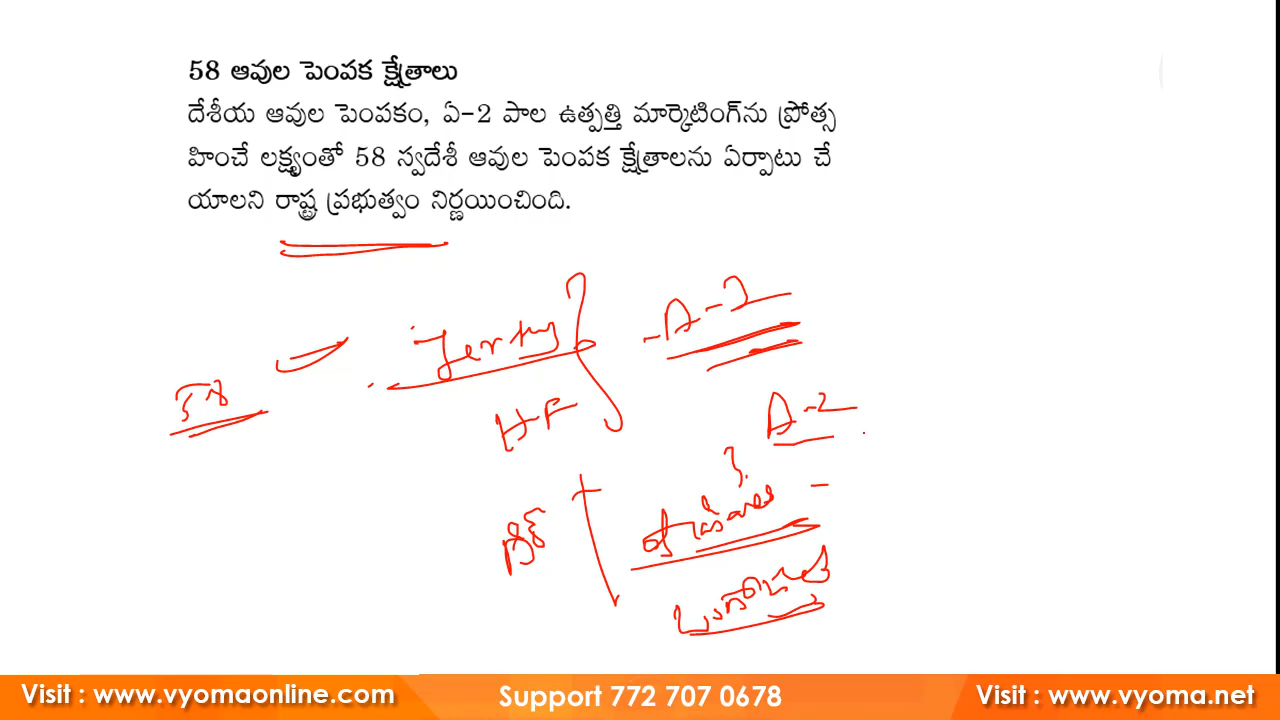 58 ఆవుల పెంపక క్షేత్రాలు
దేశీయ ఆవుల పెంపకం, ఏ-2 పాల ఉత్పత్తి మార్కెటింగ్‌ను ప్రోత్స
హించే లక్ష్యంతో 58 స్వదేశీ ఆవుల పెంపక క్షేత్రాలను ఏర్పాటు చే
యాలని రాష్ట్ర ప్రభుత్వం నిర్ణయించింది.
A-2
58
HF
A-2
గిర్
Visit : www.vyomaonline.com Support 772 707 0678 Visit : www.vyoma.net